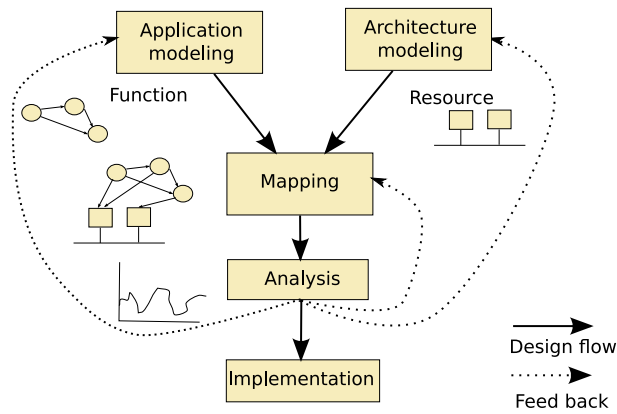 Application
modeling
Architecture
modeling
Function
Resource
Mapping
Analysis
Implementation
Design flow
Feed back